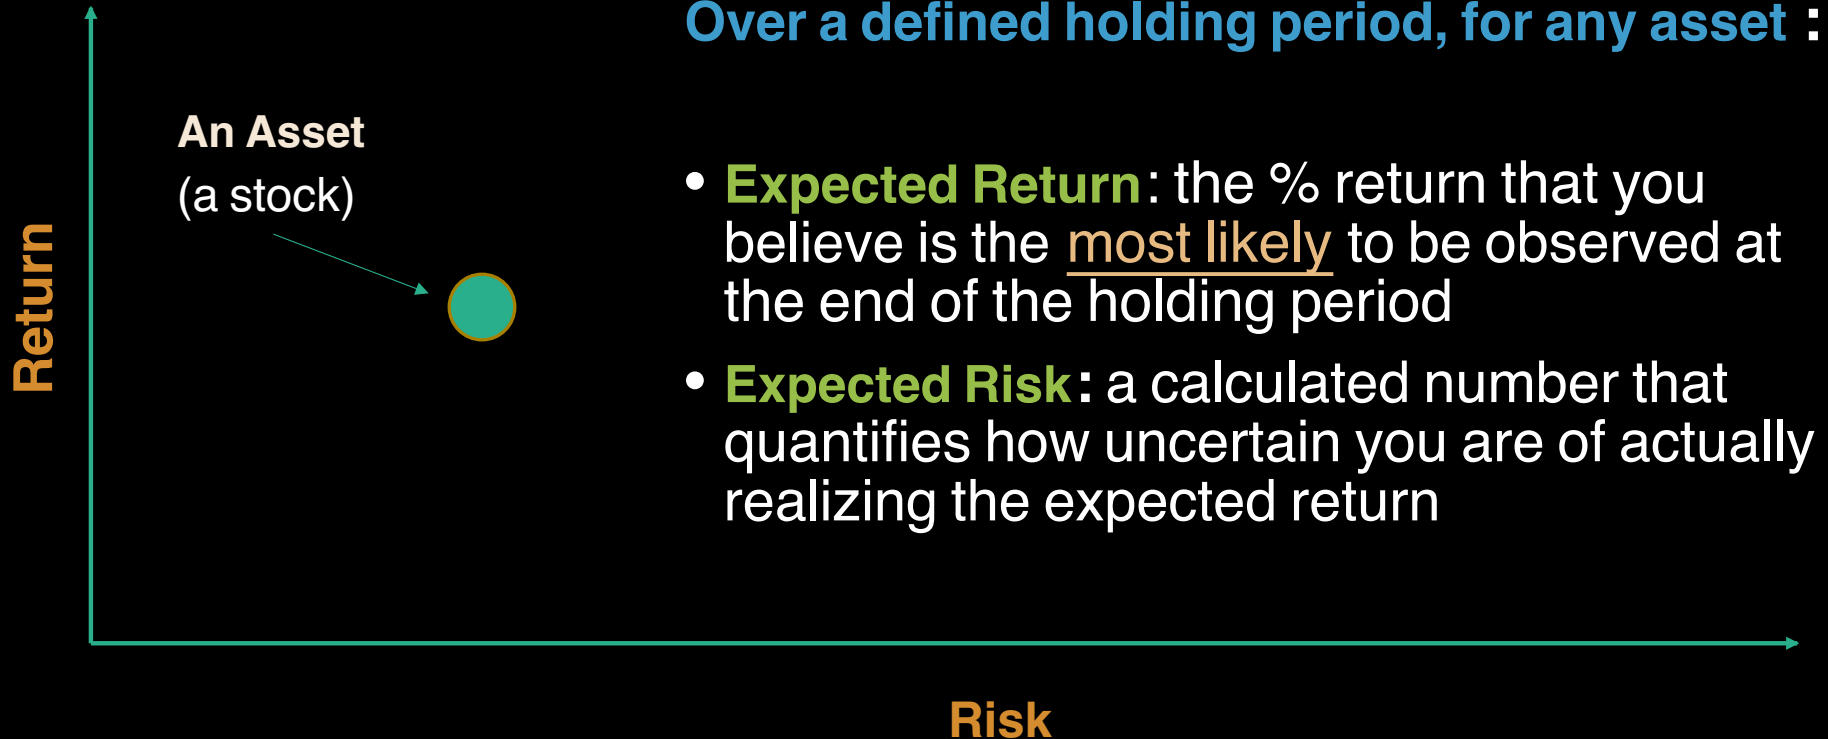 Over a defined holding period, for any asset :
An Asset
(a stock)
Return
• Expected Return: the % return that you
believe is the most likely to be observed at
the end of the holding period
• Expected Risk: a calculated number that
quantifies how uncertain you are of actually
realizing the expected return
Risk